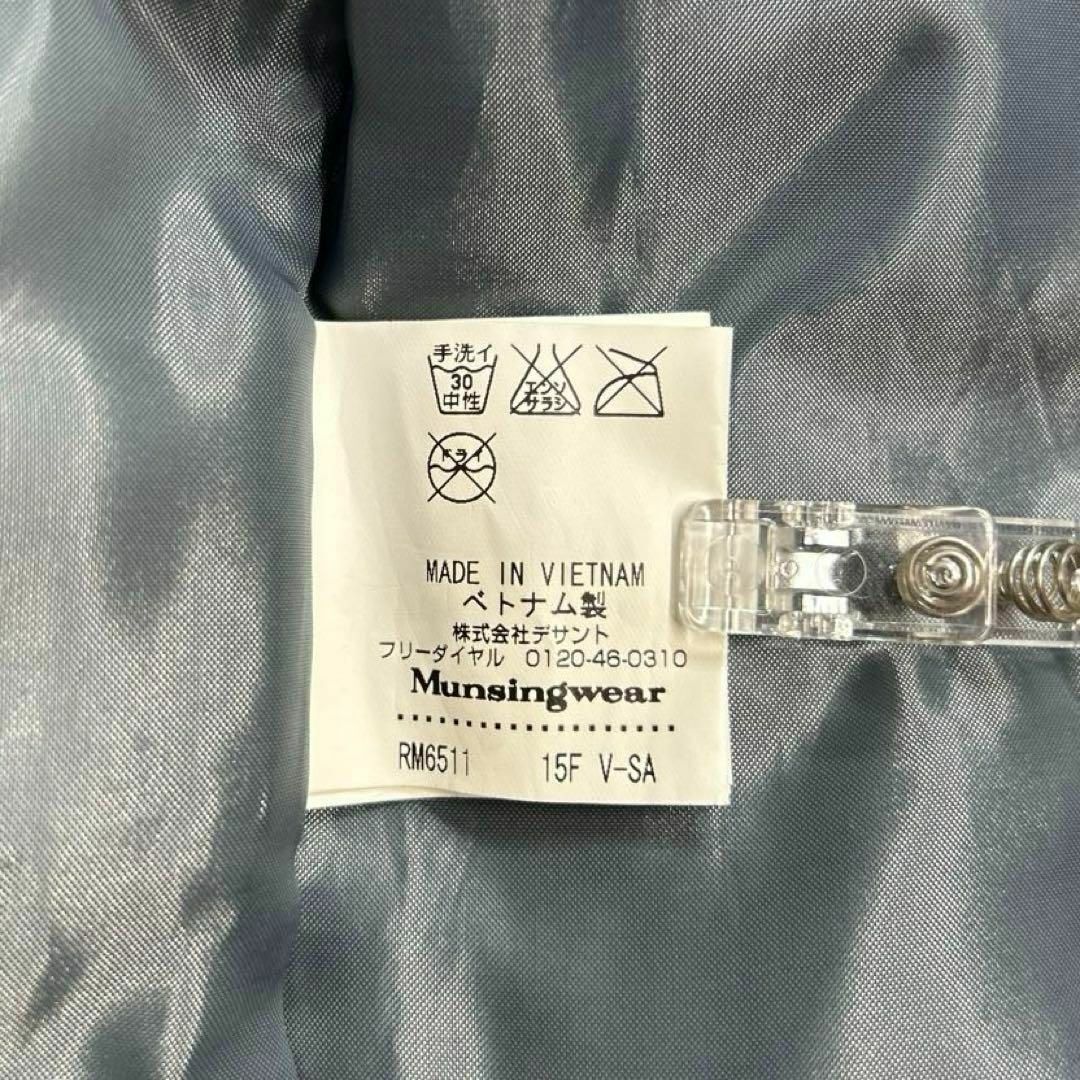 手洗イ
30
中性
エンソ
サラシ
ドライ
MADE IN VIETNAM
ベトナム製
株式会社デサント
フリーダイヤル 0120-46-0310
Munsingwear
RM6511 15F V-SA